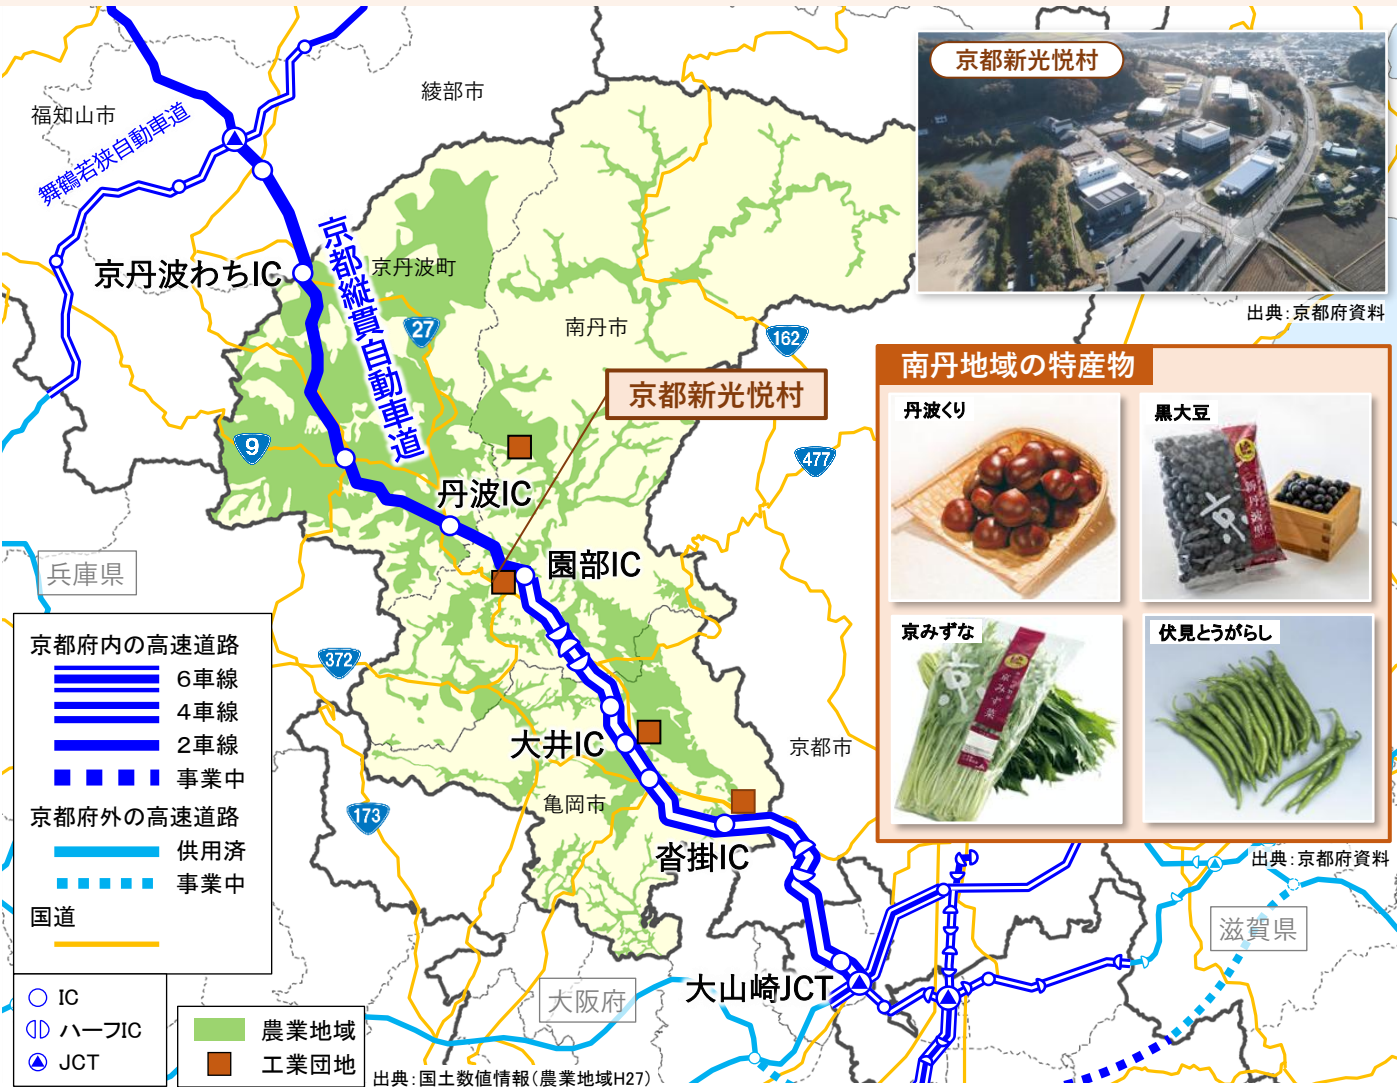 京都新光悦村
出典：京都府資料
綾部市
福知山市
舞鶴若狭自動車道
京丹波わちIC
京都縦貫自動車道
京丹波町
27
南丹市
162
京都新光悦村
9
477
丹波IC
園部IC
兵庫県
372
大井IC
京都市
亀岡市
173
沓掛IC
大山崎JCT
大阪府
滋賀県
南丹地域の特産物
丹波くり
黒大豆
京みずな
京みず菜
伏見とうがらし
出典：京都府資料
京都府内の高速道路
6車線
4車線
2車線
事業中
京都府外の高速道路
供用済
事業中
国道
IC
ハーフIC
JCT
農業地域
工業団地
出典：国土数値情報（農業地域H27）